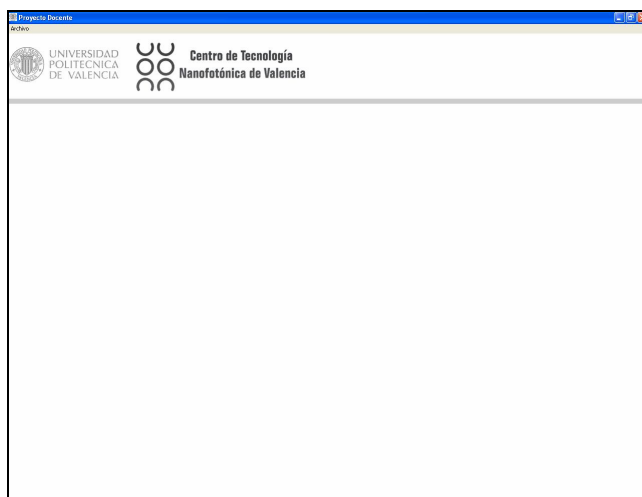 Proyecto Docente
Archivo
UNIVERSIDAD
POLITECNICA
DE VALENCIA
Centro de Tecnología
Nanofotónica de Valencia